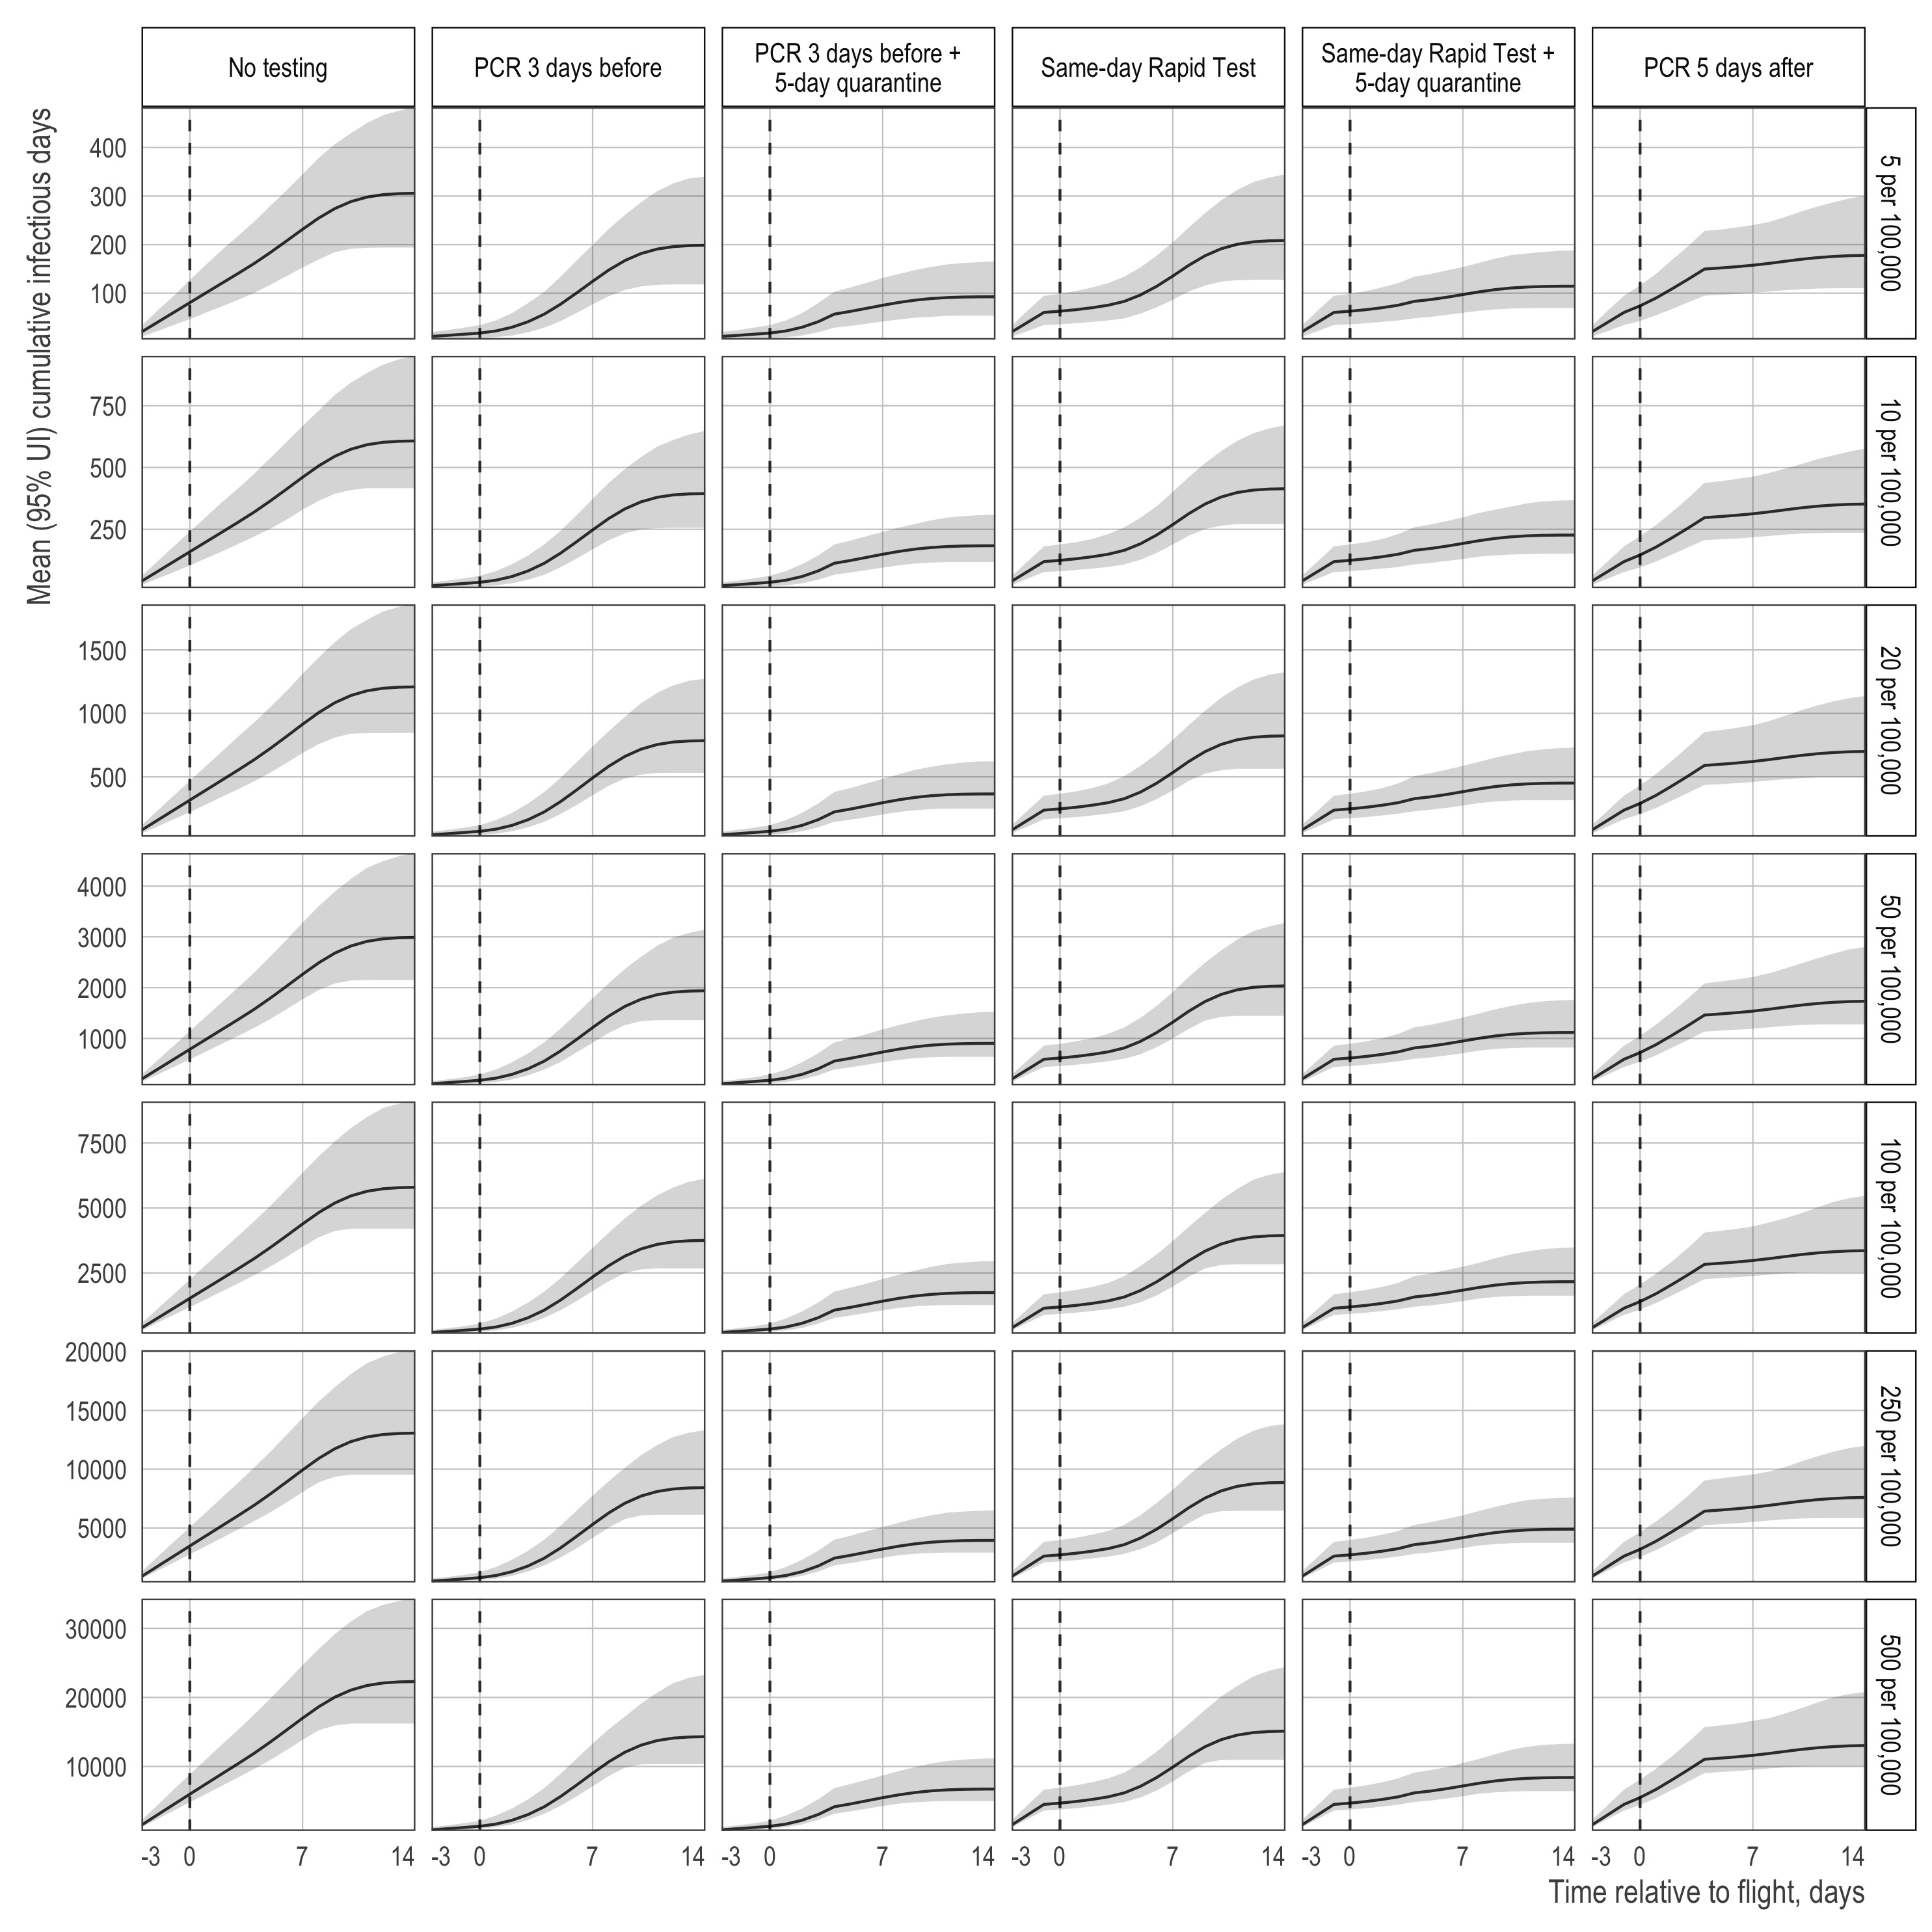 No testing
PCR 3 days before
PCR 3 days before +
5-day quarantine
Same-day Rapid Test
Same-day Rapid Test +
5-day quarantine
PCR 5 days after
Mean (95% UI) cumulative infectious days
400
300
200
100
5 per 100,000
750
500
250
10 per 100,000
1500
1000
500
20 per 100,000
4000
3000
2000
1000
50 per 100,000
7500
5000
2500
100 per 100,000
20000
15000
10000
5000
250 per 100,000
30000
20000
10000
500 per 100,000
-3 0 7 14 -3 0 7 14 -3 0 7 14 -3 0 7 14 -3 0 7 14 -3 0 7 14
Time relative to flight, days